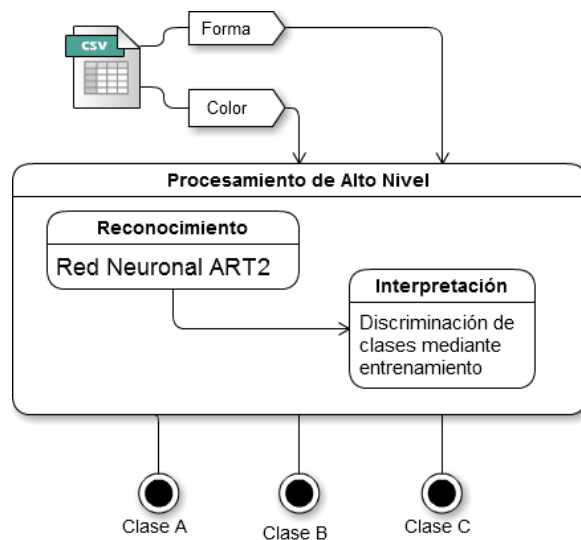 CSV
Forma
Color
Procesamiento de Alto Nivel
Reconocimiento
Red Neuronal ART2
Interpretación
Discriminación de
clases mediante
entrenamiento
Clase A
Clase B
Clase C